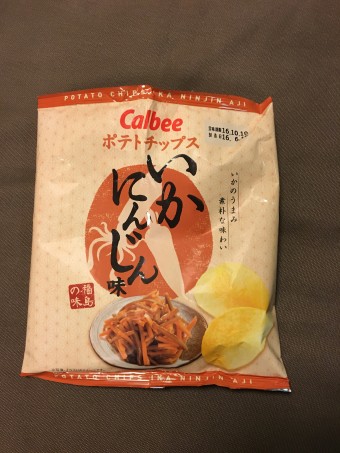 POTATO CHIPS IKA NINJIN AJI
Calbee
ポテトチップス
いか
にんじん
味
いかのうまみ
素朴な味わい
福島
の味
POTATO CHIPS IKA NINJIN AJI